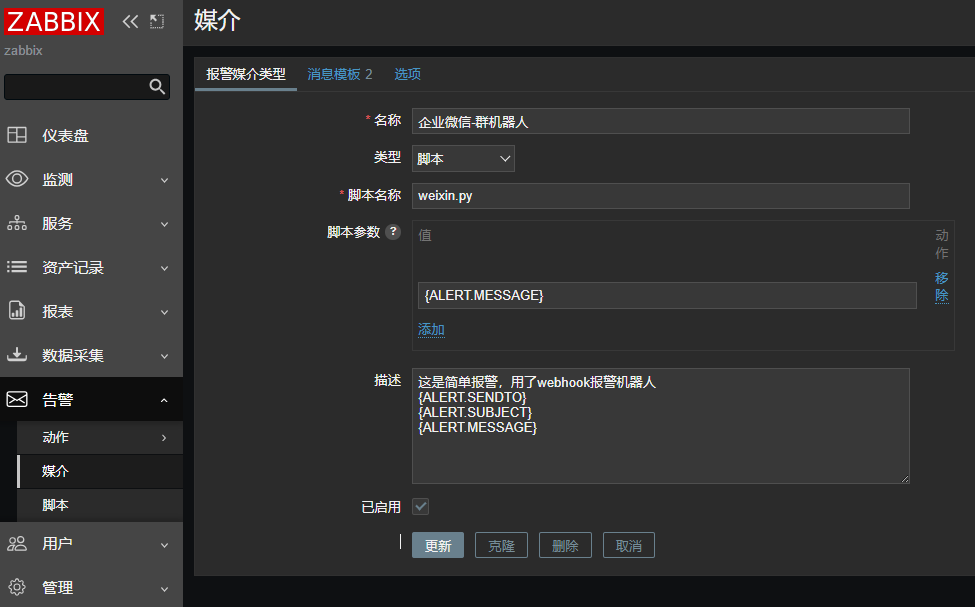 ZABBIX
zabbix
仪表盘
监测
服务
资产记录
报表
数据采集
告警
动作
媒介
脚本
用户
管理
媒介
报警媒介类型 消息模板 2 选项
* 名称 企业微信-群机器人
类型 脚本
* 脚本名称 weixin.py
脚本参数 ? 值 动作
{ALERT.MESSAGE} 移除
添加
描述 这是简单报警，用了webhook报警机器人
{ALERT.SENDTO}
{ALERT.SUBJECT}
{ALERT.MESSAGE}
已启用
更新 克隆 删除 取消